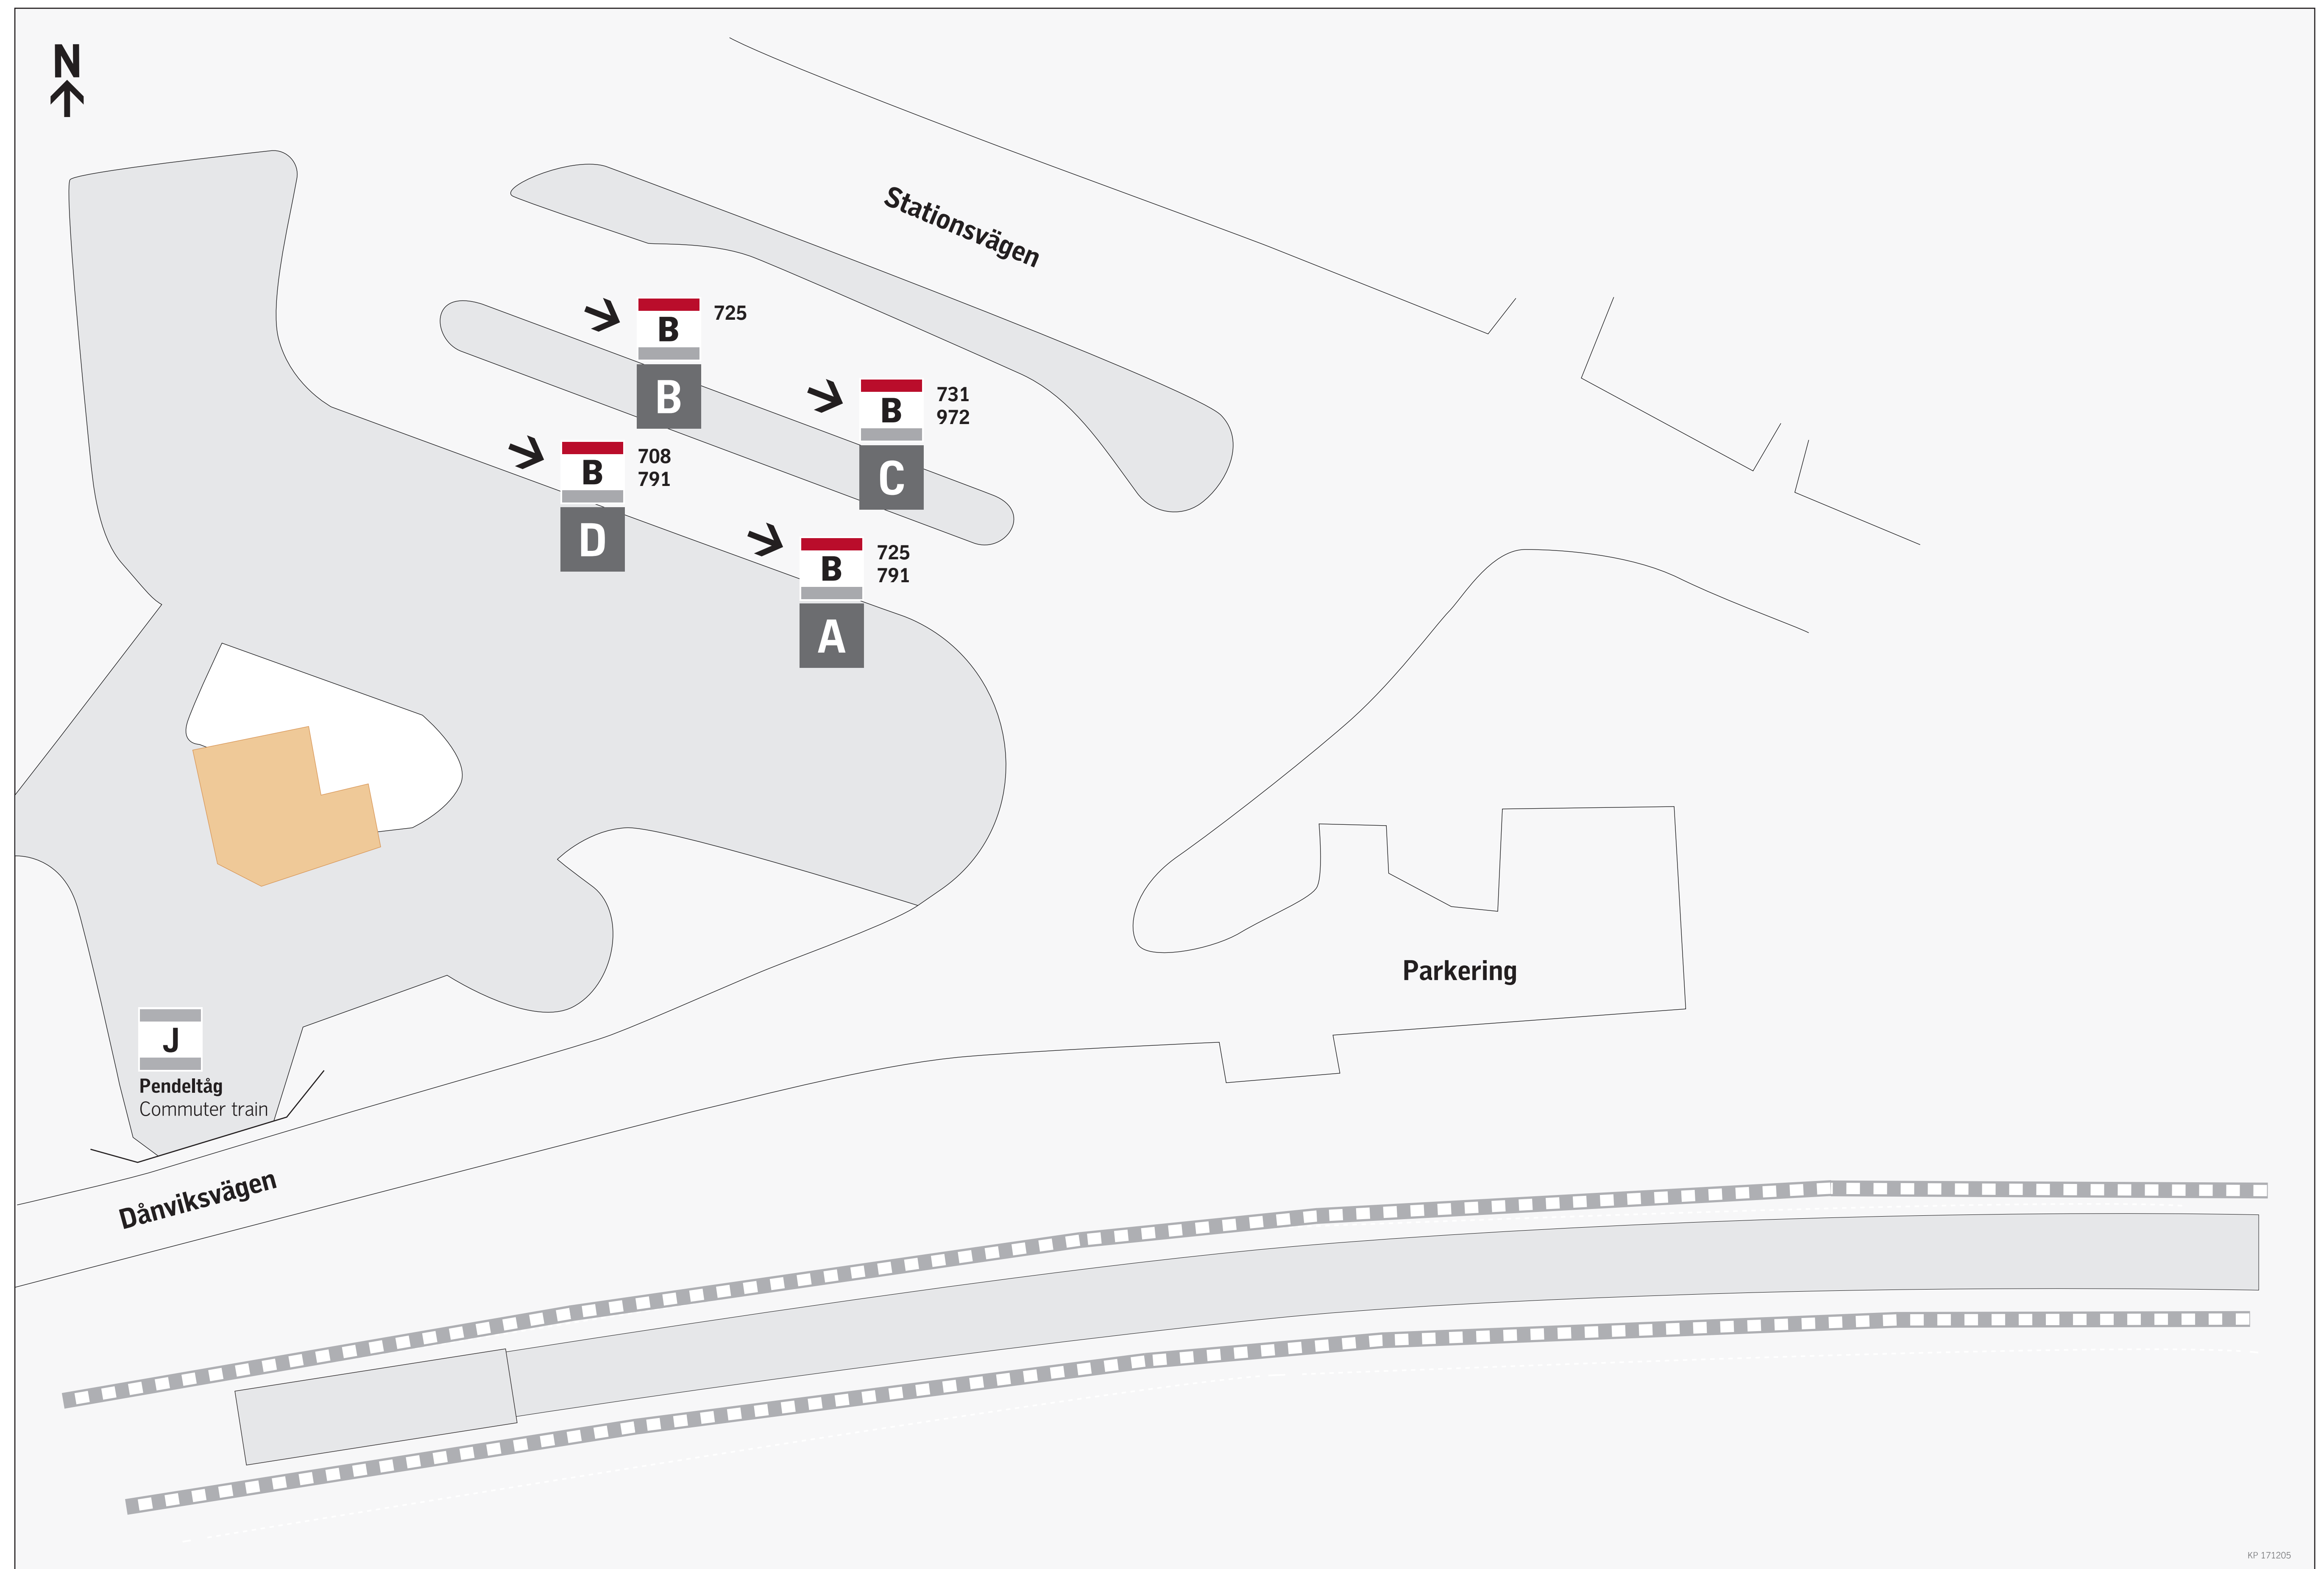 N
Stationsvägen
B
725
B
B
731
972
C
B
708
791
D
B
725
791
A
Parkering
J
Pendeltåg
Commuter train
Dånviksvägen
KP 171205